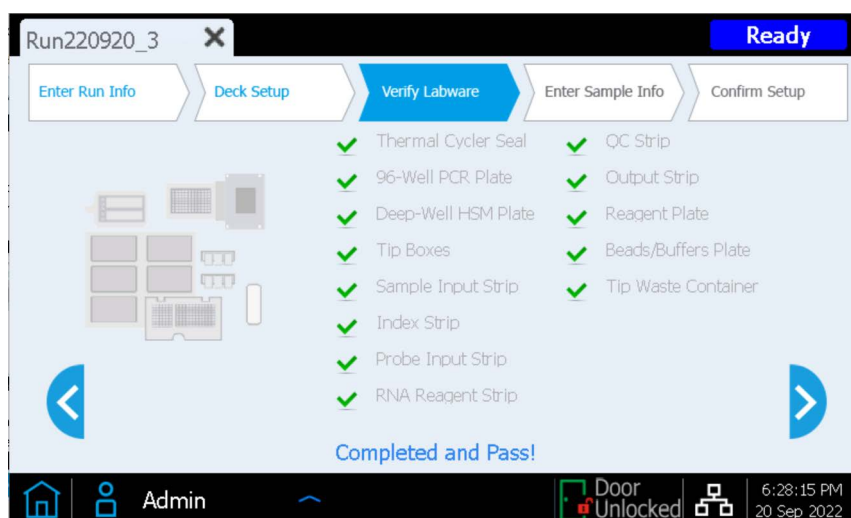 Run220920_3
Ready
Enter Run Info
Deck Setup
Verify Labware
Enter Sample Info
Confirm Setup
Thermal Cycler Seal
96-Well PCR Plate
Deep-Well HSM Plate
Tip Boxes
Sample Input Strip
Index Strip
Probe Input Strip
RNA Reagent Strip
QC Strip
Output Strip
Reagent Plate
Beads/Buffers Plate
Tip Waste Container
Completed and Pass!
Admin
Door
Unlocked
6:28:15 PM
20 Sep 2022